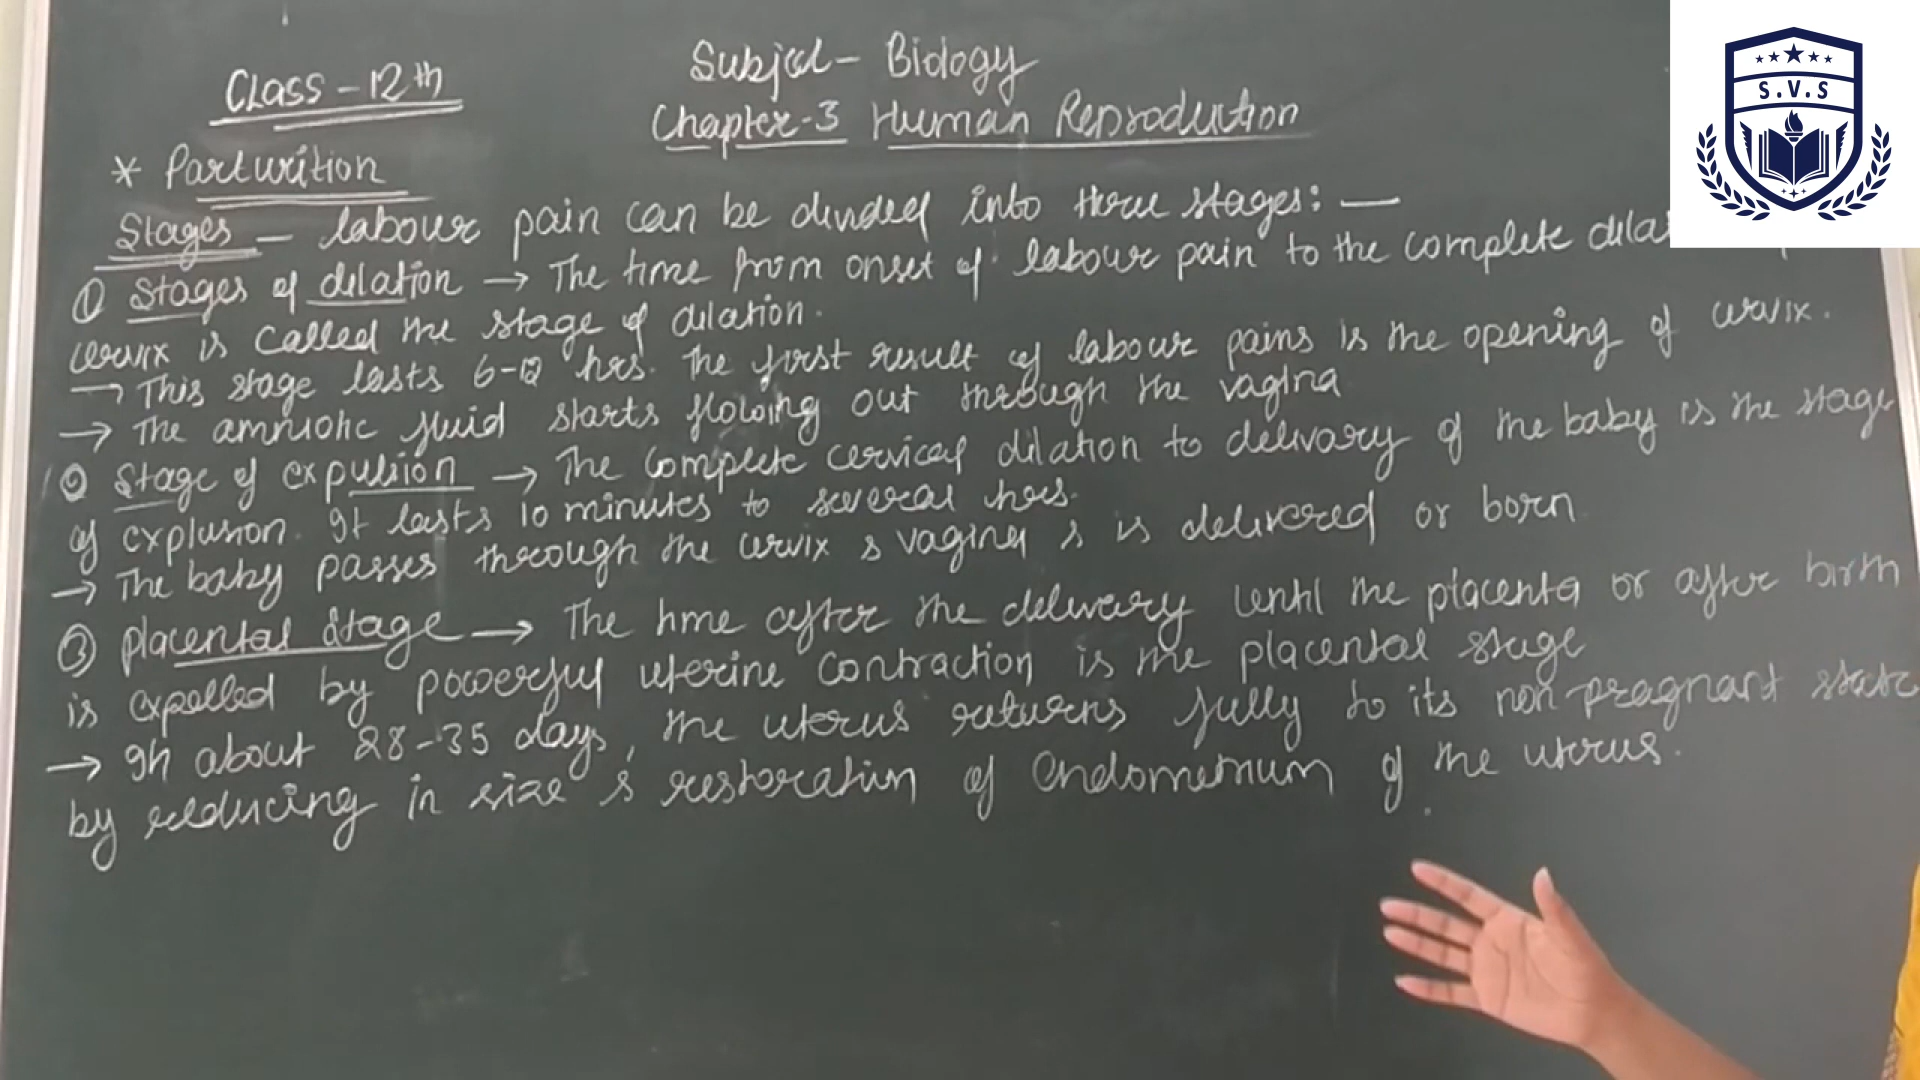 Class - 12th
Subject - Biology
Chapter-3 Human Reproduction
S.V.S
* Parturition
Stages - labour pain can be divided into three stages: -
① Stages of dilation → The time from onset of labour pain to the complete
cervix is called the stage of dilation.
→ This stage lasts 6-12 hrs. The first result of labour pains is the opening of cervix.
→ The amniotic fluid starts flowing out through the vagina
② Stage of expulsion → The complete cervical dilation to delivary of the baby is the stage
of explusion. It lasts 10 minutes to several hrs.
→ The baby passes through the cervix & vagina & is delivered or born
③ placental stage → The time after the delivery until the placenta or after birth
is expelled by powerful uterine contraction is the placental stage
→ In about 28-35 days, the uterus returns fully to its non-pregnant state
by reducing in size & restoration of endometrium of the uterus.